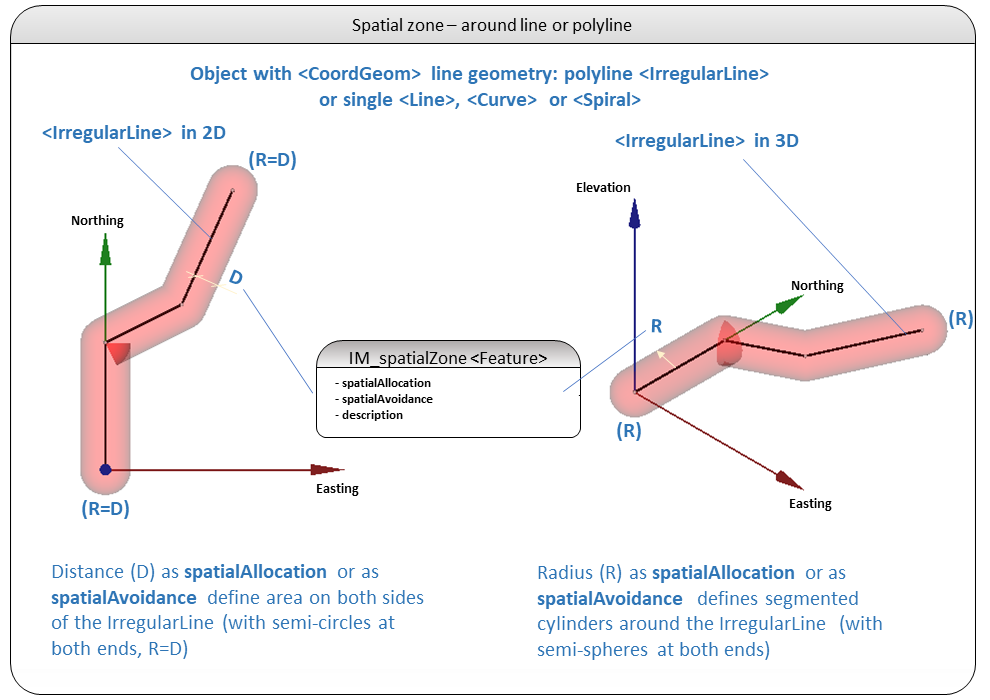 Spatial zone – around line or polyline
Object with <CoordGeom> line geometry: polyline <IrregularLine>
or single <Line>, <Curve> or <Spiral>
<IrregularLine> in 2D
(R=D)
Northing
D
Easting
(R=D)
<IrregularLine> in 3D
Elevation
Northing
R
(R)
(R)
Easting
IM_spatialZone <Feature>
- spatialAllocation
- spatialAvoidance
- description
Distance (D) as spatialAllocation or as
spatialAvoidance define area on both sides
of the IrregularLine (with semi-circles at
both ends, R=D)
Radius (R) as spatialAllocation or as
spatialAvoidance defines segmented
cylinders around the IrregularLine (with
semi-spheres at both ends)